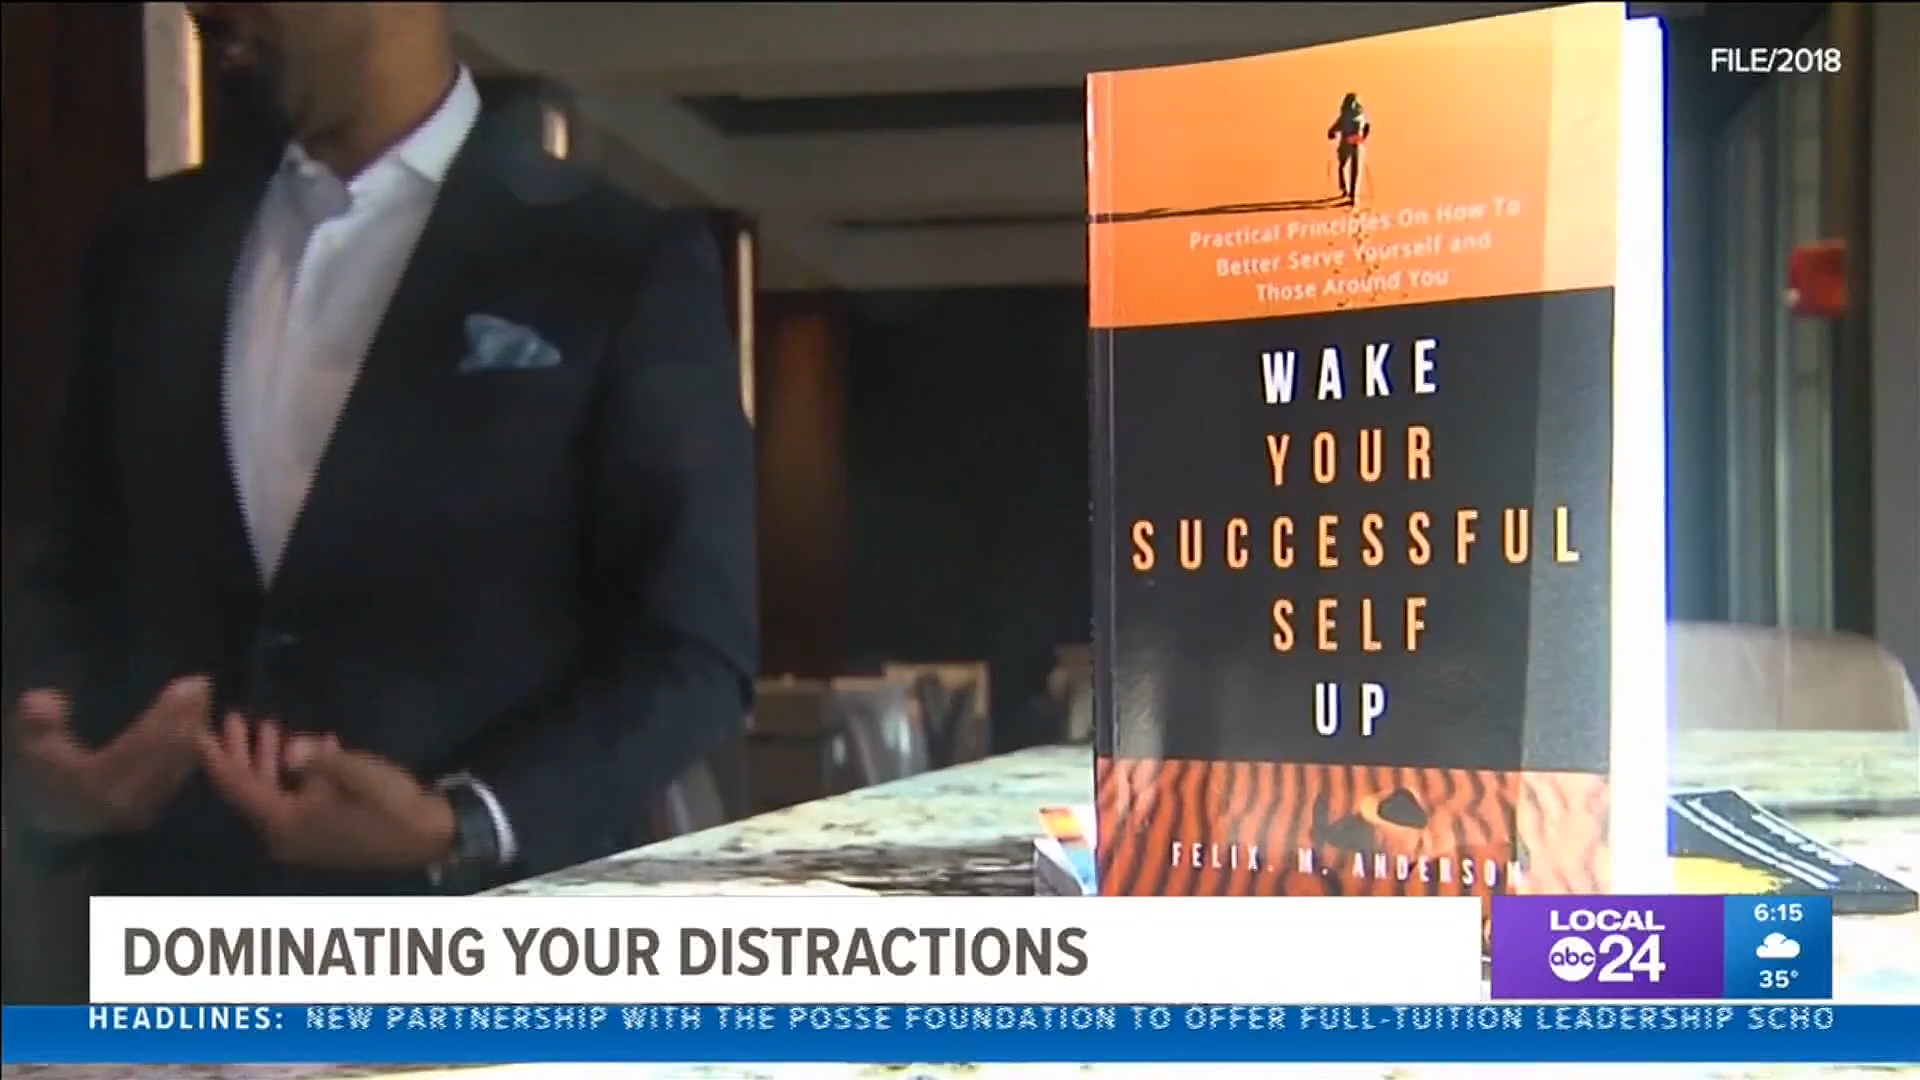 FILE/2018
Practical Principles On How To
Better Serve Yourself and
Those Around You
WAKE
YOUR
SUCCESSFUL
SELF
UP
FELIX. M. ANDERSON
DOMINATING YOUR DISTRACTIONS
LOCAL
abc 24
6:15
35°
HEADLINES: NEW PARTNERSHIP WITH THE POSSE FOUNDATION TO OFFER FULL-TUITION LEADERSHIP SCHO